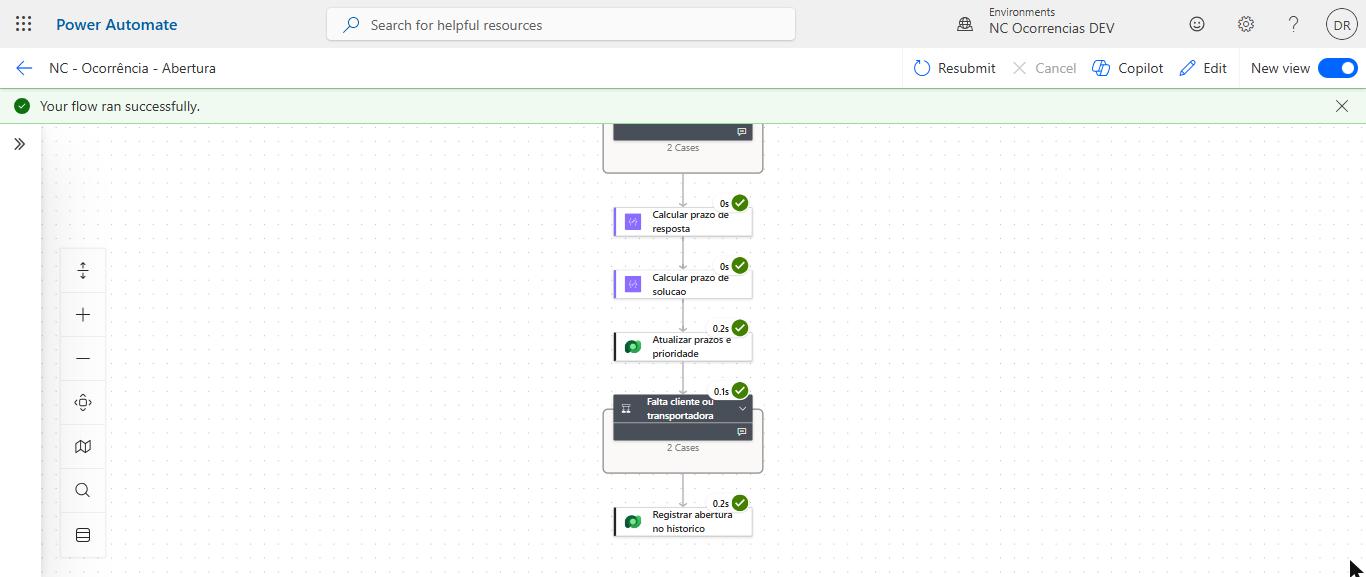 Power Automate
Search for helpful resources
Environments
NC Ocorrencias DEV
DR
NC - Ocorrência - Abertura
Resubmit
Cancel
Copilot
Edit
New view
Your flow ran successfully.
2 Cases
0s
Calcular prazo de
resposta
0s
Calcular prazo de
solucao
0.2s
Atualizar prazos e
prioridade
0.1s
Falta cliente ou
transportadora
2 Cases
0.2s
Registrar abertura
no historico